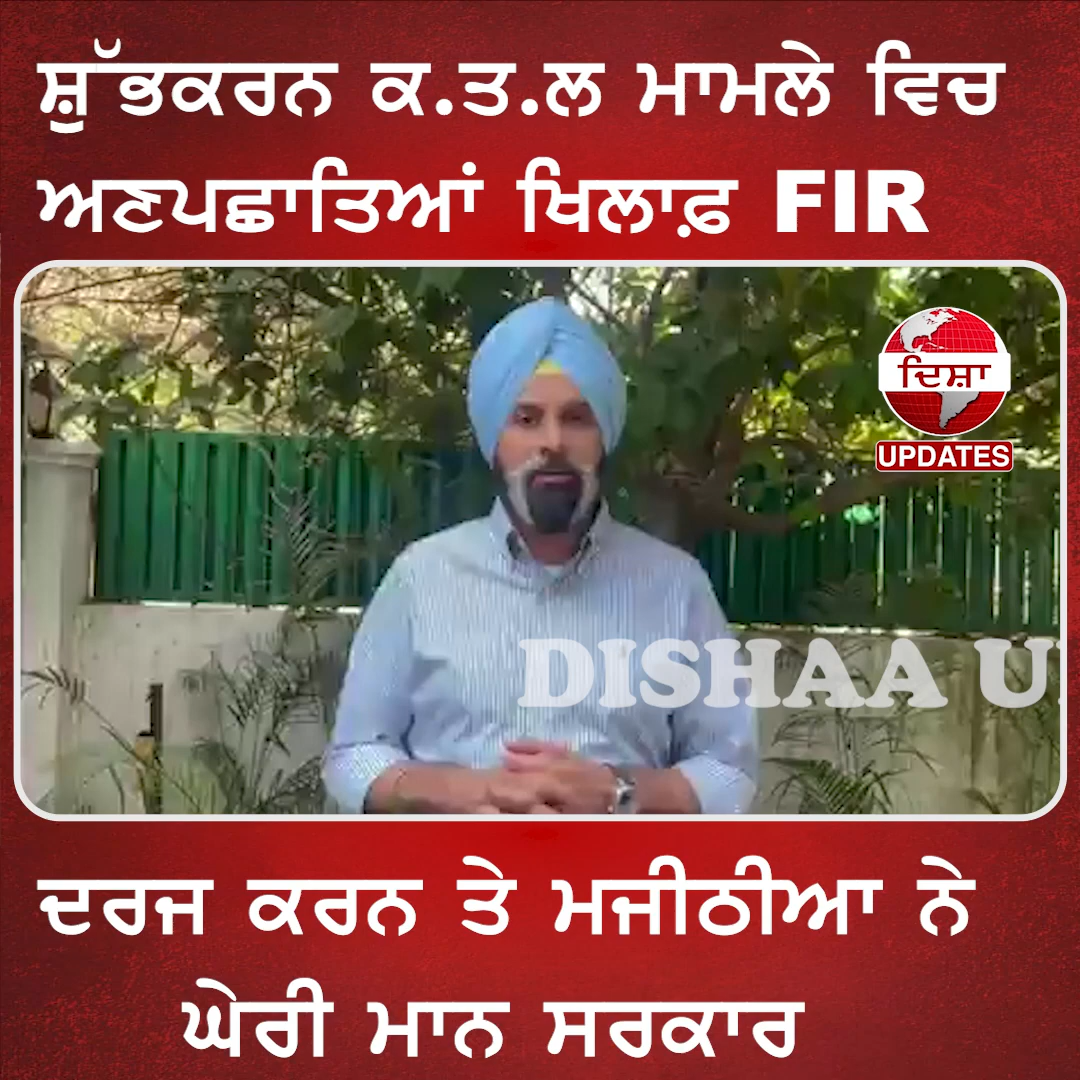 ਸ਼ੁੱਭਕਰਨ ਕ.ਤ.ਲ ਮਾਮਲੇ ਵਿਚ
ਅਣਪਛਾਤਿਆਂ ਖਿਲਾਫ਼ FIR
ਦਿਸ਼ਾ
UPDATES
DISHAA U
ਦਰਜ ਕਰਨ ਤੇ ਮਜੀਠੀਆ ਨੇ
ਘੇਰੀ ਮਾਨ ਸਰਕਾਰ